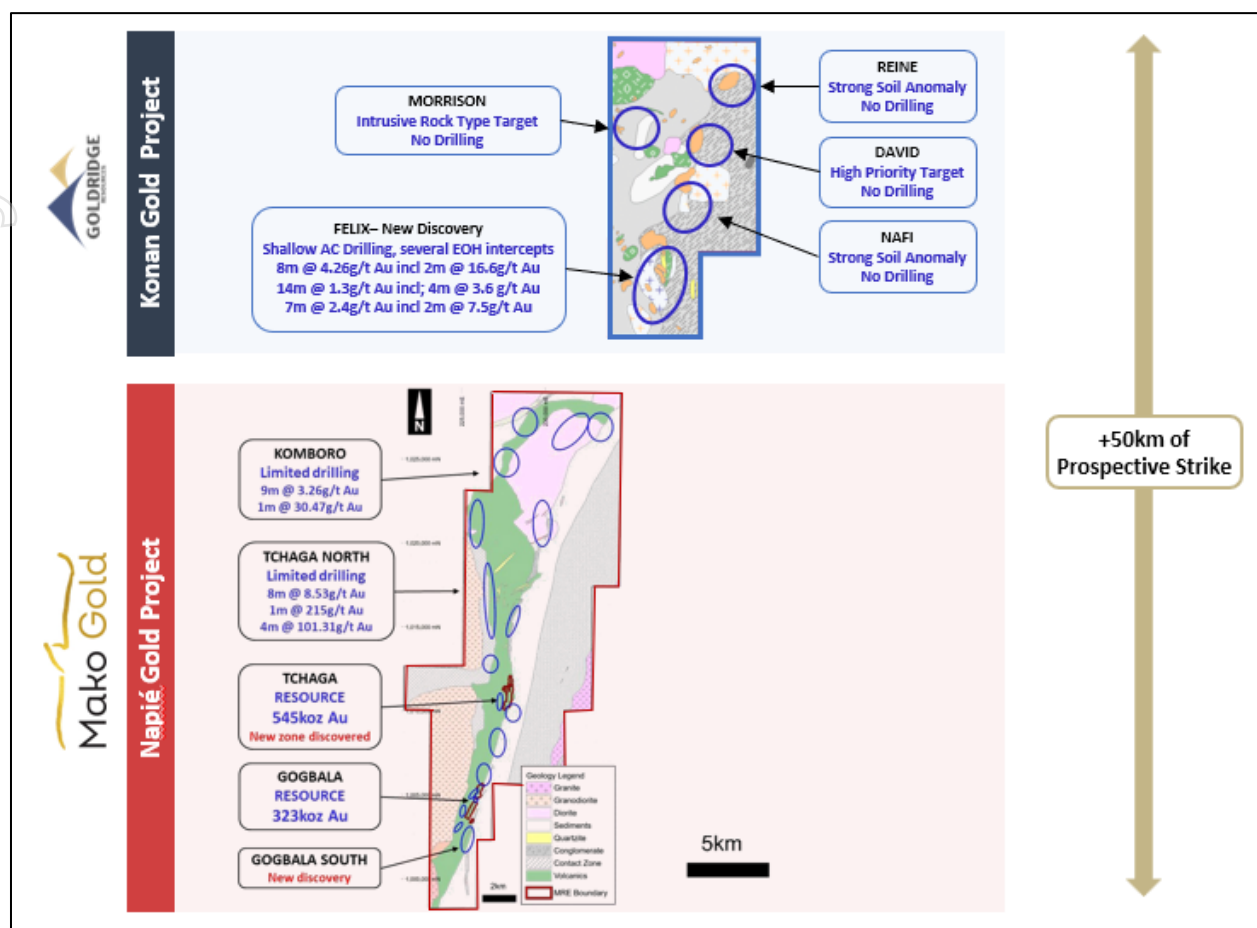 GOLDRIDGE
RESOURCES
Konan Gold Project
MORRISON
Intrusive Rock Type Target
No Drilling
FELIX– New Discovery
Shallow AC Drilling, several EOH intercepts
8m @ 4.26g/t Au incl 2m @ 16.6g/t Au
14m @ 1.3g/t Au incl; 4m @ 3.6 g/t Au
7m @ 2.4g/t Au incl 2m @ 7.5g/t Au
REINE
Strong Soil Anomaly
No Drilling
DAVID
High Priority Target
No Drilling
NAFI
Strong Soil Anomaly
No Drilling
+50km of
Prospective Strike
Mako Gold
Napié Gold Project
N
KOMBORO
Limited drilling
9m @ 3.26g/t Au
1m @ 30.47g/t Au
TCHAGA NORTH
Limited drilling
8m @ 8.53g/t Au
1m @ 215g/t Au
4m @ 101.31g/t Au
TCHAGA
RESOURCE
545koz Au
New zone discovered
GOGBALA
RESOURCE
323koz Au
GOGBALA SOUTH
New discovery
Geology Legend
Granite
Granodiorite
Diorite
Sediments
Quartzite
Conglomerate
Contact Zone
Volcanics
MRE Boundary
2km
5km